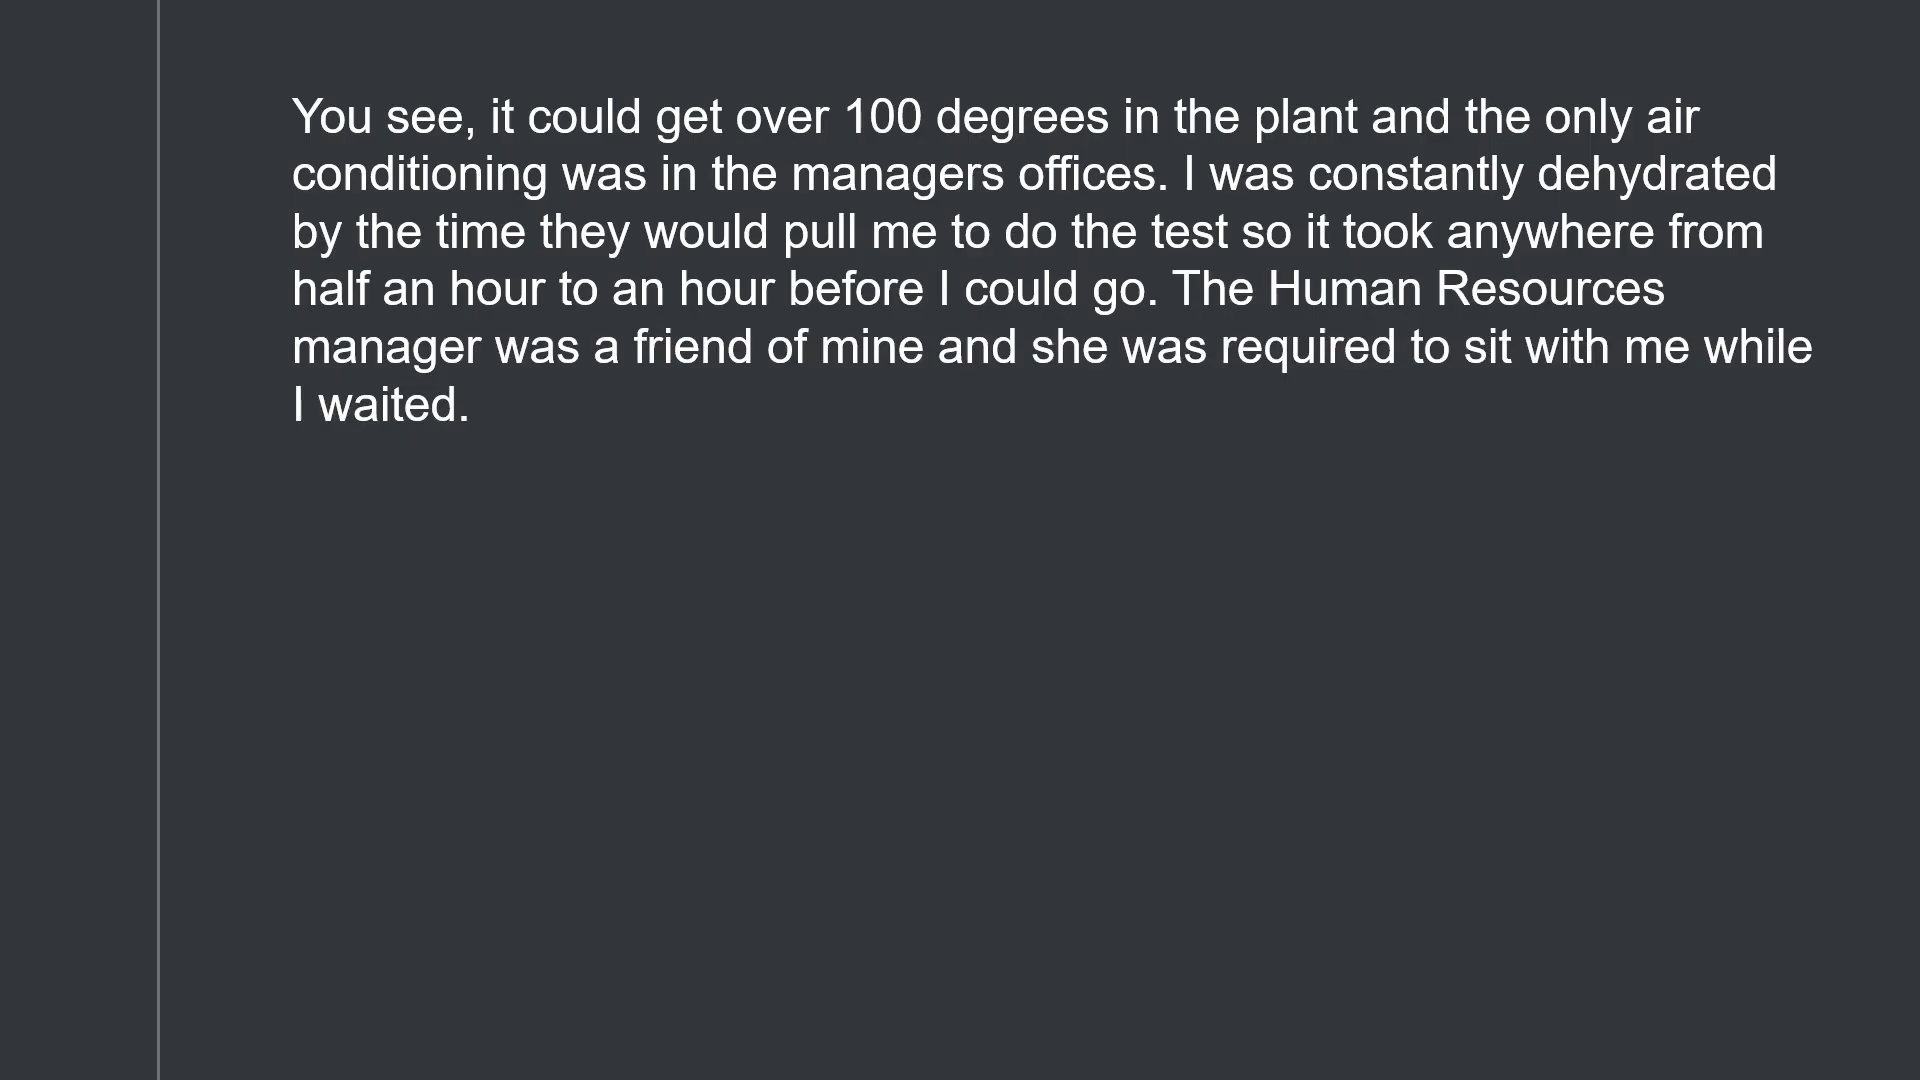 You see, it could get over 100 degrees in the plant and the only air
conditioning was in the managers offices. I was constantly dehydrated
by the time they would pull me to do the test so it took anywhere from
half an hour to an hour before I could go. The Human Resources
manager was a friend of mine and she was required to sit with me while
I waited.